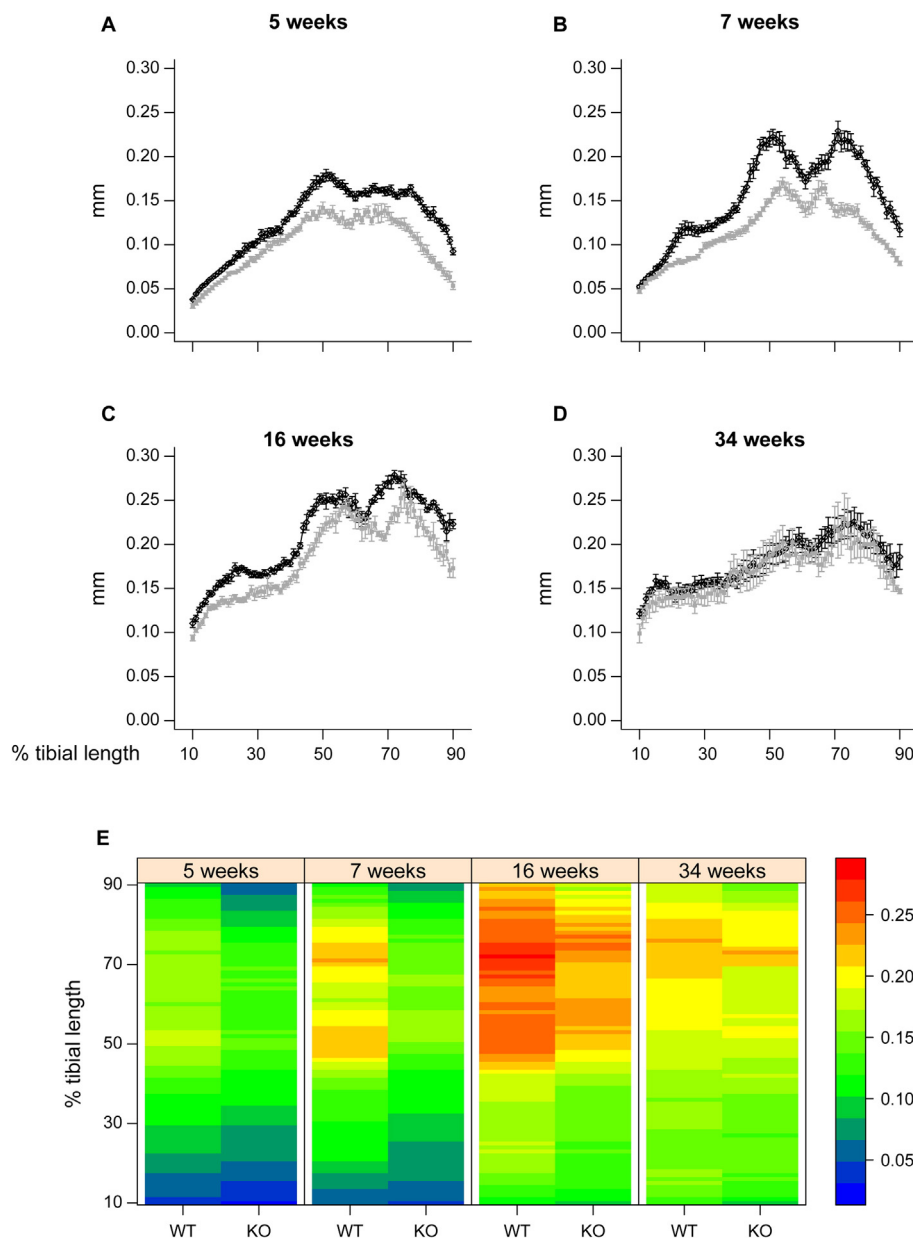 A
5 weeks
B
7 weeks
0.30
0.25
0.20
0.15
0.10
0.05
0.00
mm
0.30
0.25
0.20
0.15
0.10
0.05
0.00
mm
C
16 weeks
D
34 weeks
0.30
0.25
0.20
0.15
0.10
0.05
0.00
mm
0.30
0.25
0.20
0.15
0.10
0.05
0.00
mm
% tibial length
10 30 50 70 90
10 30 50 70 90
E
5 weeks 7 weeks 16 weeks 34 weeks
90
70
50
30
10
% tibial length
WT KO WT KO WT KO WT KO
0.25
0.20
0.15
0.10
0.05